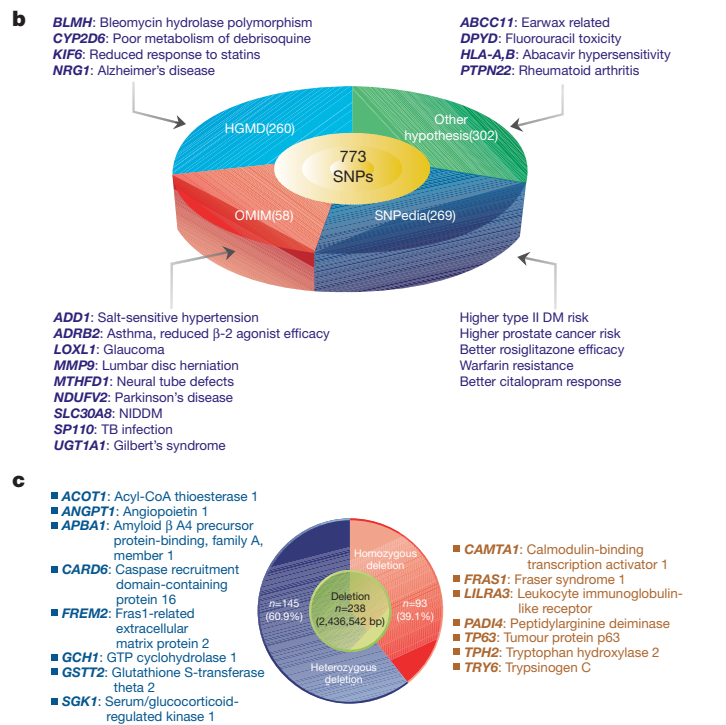 b
BLMH: Bleomycin hydrolase polymorphism
CYP2D6: Poor metabolism of debrisoquine
KIF6: Reduced response to statins
NRG1: Alzheimer's disease
ABCC11: Earwax related
DPYD: Fluorouracil toxicity
HLA-A,B: Abacavir hypersensitivity
PTPN22: Rheumatoid arthritis
HGMD(260)
Other
hypothesis(302)
773
SNPs
OMIM(58)
SNPedia(269)
ADD1: Salt-sensitive hypertension
ADRB2: Asthma, reduced β-2 agonist efficacy
LOXL1: Glaucoma
MMP9: Lumbar disc herniation
MTHFD1: Neural tube defects
NDUFV2: Parkinson's disease
SLC30A8: NIDDM
SP110: TB infection
UGT1A1: Gilbert's syndrome
Higher type II DM risk
Higher prostate cancer risk
Better rosiglitazone efficacy
Warfarin resistance
Better citalopram response
c
ACOT1: Acyl-CoA thioesterase 1
ANGPT1: Angiopoietin 1
APBA1: Amyloid β A4 precursor
protein-binding, family A,
member 1
CARD6: Caspase recruitment
domain-containing
protein 16
FREM2: Fras1-related
extracellular
matrix protein 2
GCH1: GTP cyclohydrolase 1
GSTT2: Glutathione S-transferase
theta 2
SGK1: Serum/glucocorticoid-
regulated kinase 1
Homozygous
deletion
Deletion
n=238
(2,436,542 bp)
n=145
(60.9%)
n=93
(39.1%)
Heterozygous
deletion
CAMTA1: Calmodulin-binding
transcription activator 1
FRAS1: Fraser syndrome 1
LILRA3: Leukocyte immunoglobulin-
like receptor
PADI4: Peptidylarginine deiminase
TP63: Tumour protein p63
TPH2: Tryptophan hydroxylase 2
TRY6: Trypsinogen C